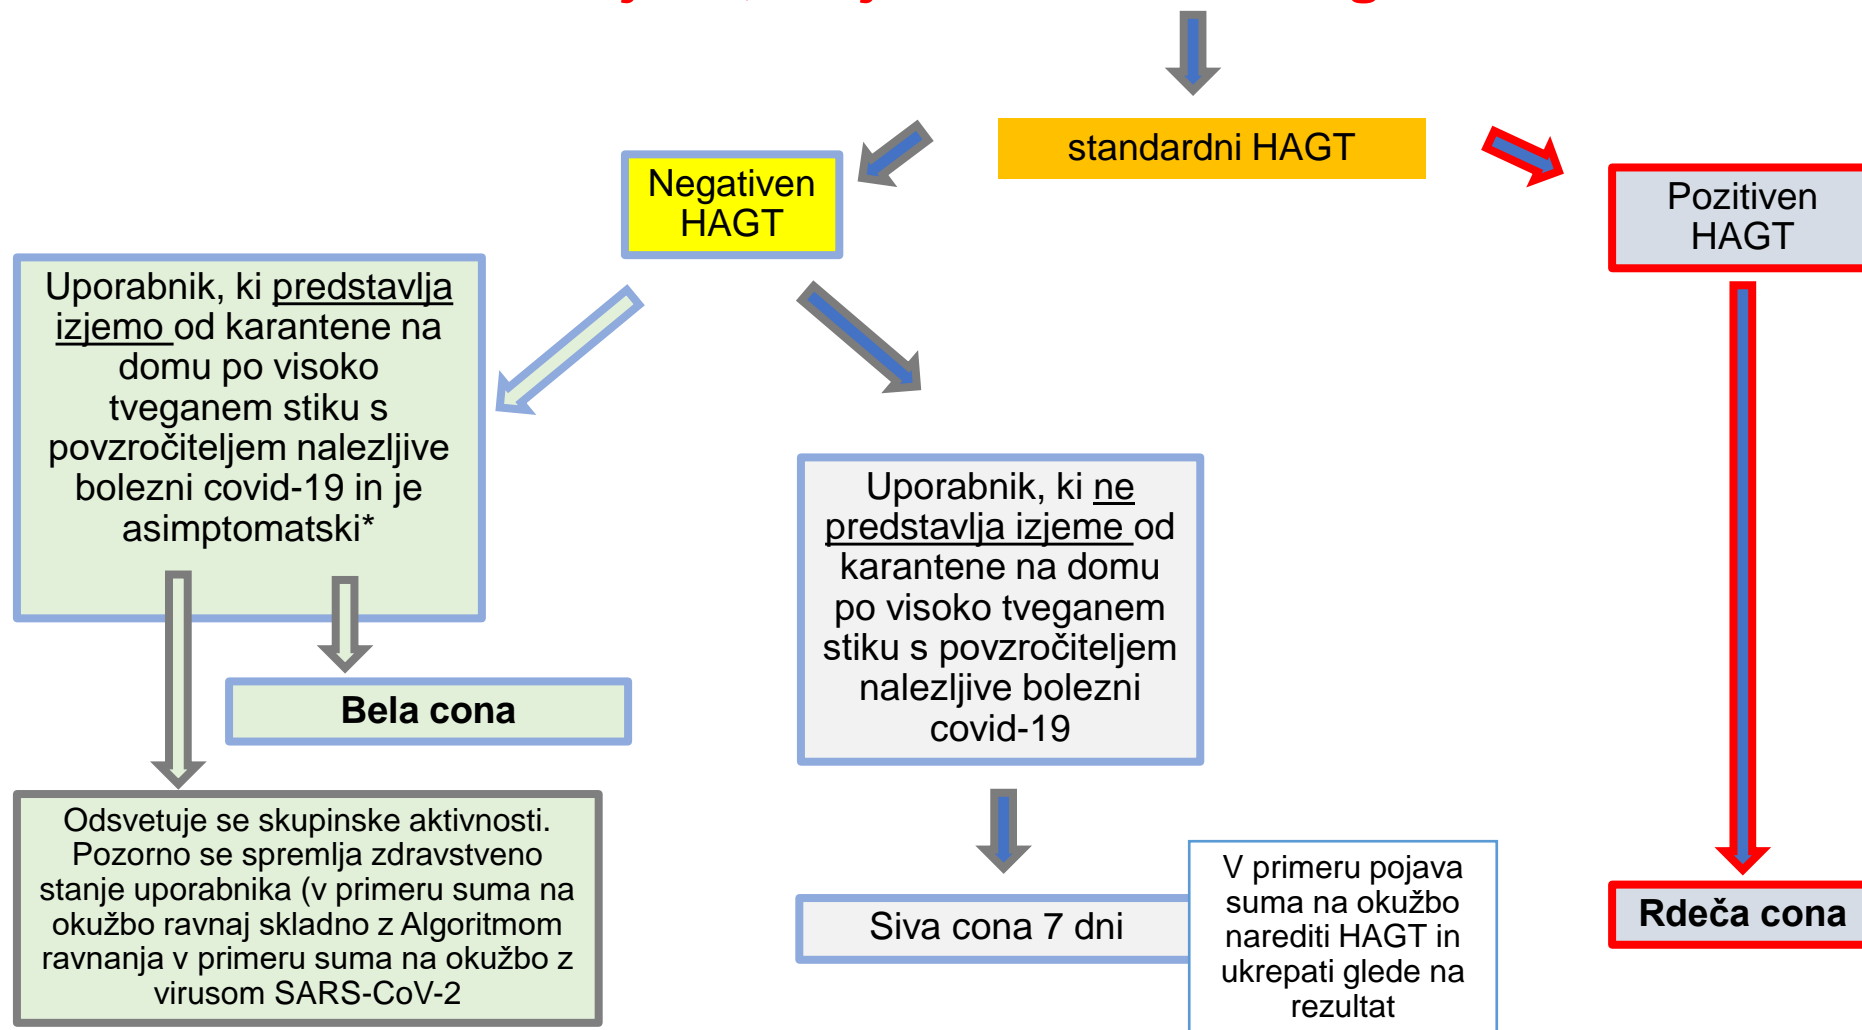 standardni HAGT
Negativen
HAGT
Pozitiven
HAGT
Uporabnik, ki predstavlja
izjemo od karantene na
domu po visoko
tveganem stiku s
povzročiteljem nalezljive
bolezni covid-19 in je
asimptomatski*
Uporabnik, ki ne
predstavlja izjeme od
karantene na domu
po visoko tveganem
stiku s povzročiteljem
nalezljive bolezni
covid-19
Bela cona
Odsvetuje se skupinske aktivnosti.
Pozorno se spremlja zdravstveno
stanje uporabnika (v primeru suma na
okužbo ravnaj skladno z Algoritmom
ravnanja v primeru suma na okužbo z
virusom SARS-CoV-2
Siva cona 7 dni
V primeru pojava
suma na okužbo
narediti HAGT in
ukrepati glede na
rezultat
Rdeča cona